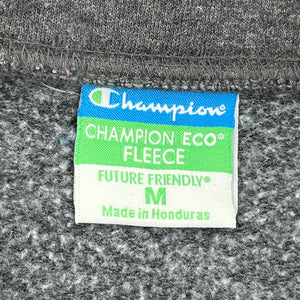 Champion®
CHAMPION ECO®
FLEECE
FUTURE FRIENDLY®
M
Made in Honduras